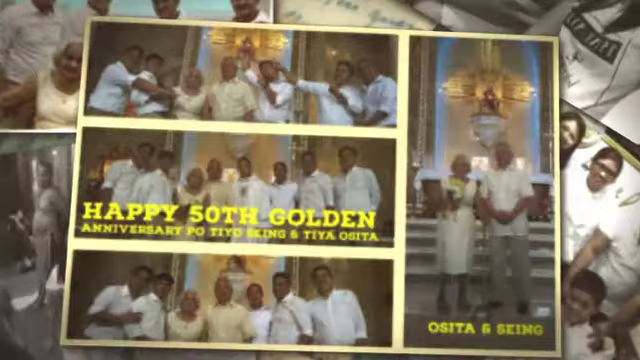 HAPPY 50TH GOLDEN
ANNIVERSARY PO TIYO SEING & TIYA OSITA
OSITA & SEING